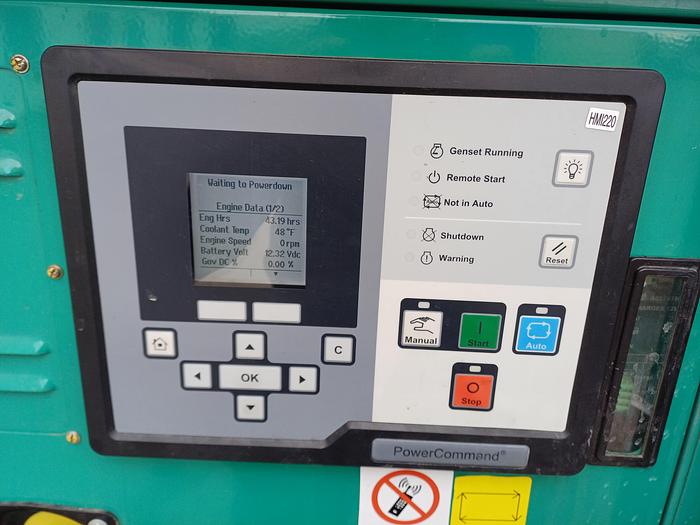 HMI220
Waiting to Powerdown
Engine Data (1/2)
Eng Hrs 43.19 hrs
Coolant Temp 48 °F
Engine Speed 0 rpm
Battery Volt 12.32 Vdc
Gov DC % 0.00 %
Genset Running
Remote Start
Not in Auto
Shutdown
Warning
Reset
Manual
Start
Auto
Stop
C
OK
PowerCommand®